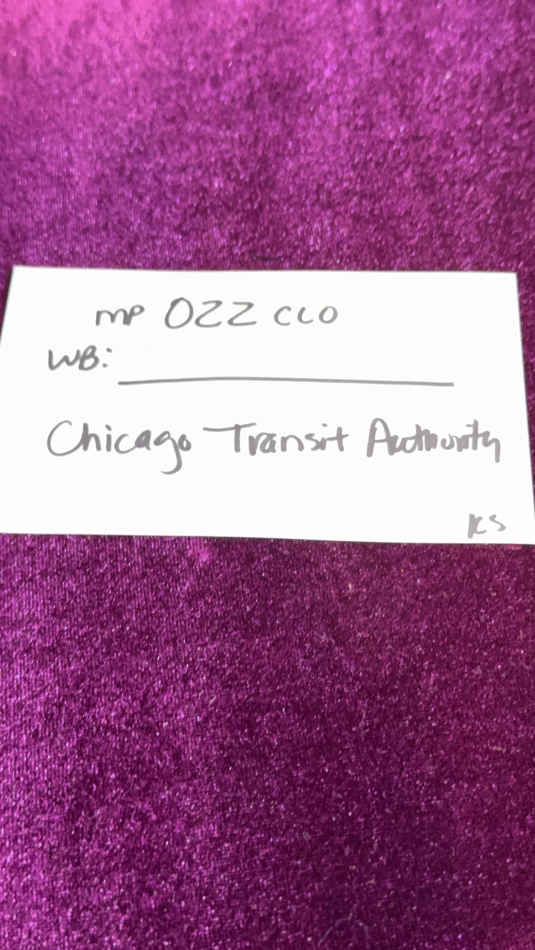 MP 022 CLO
WB:
Chicago Transit Authority
KS